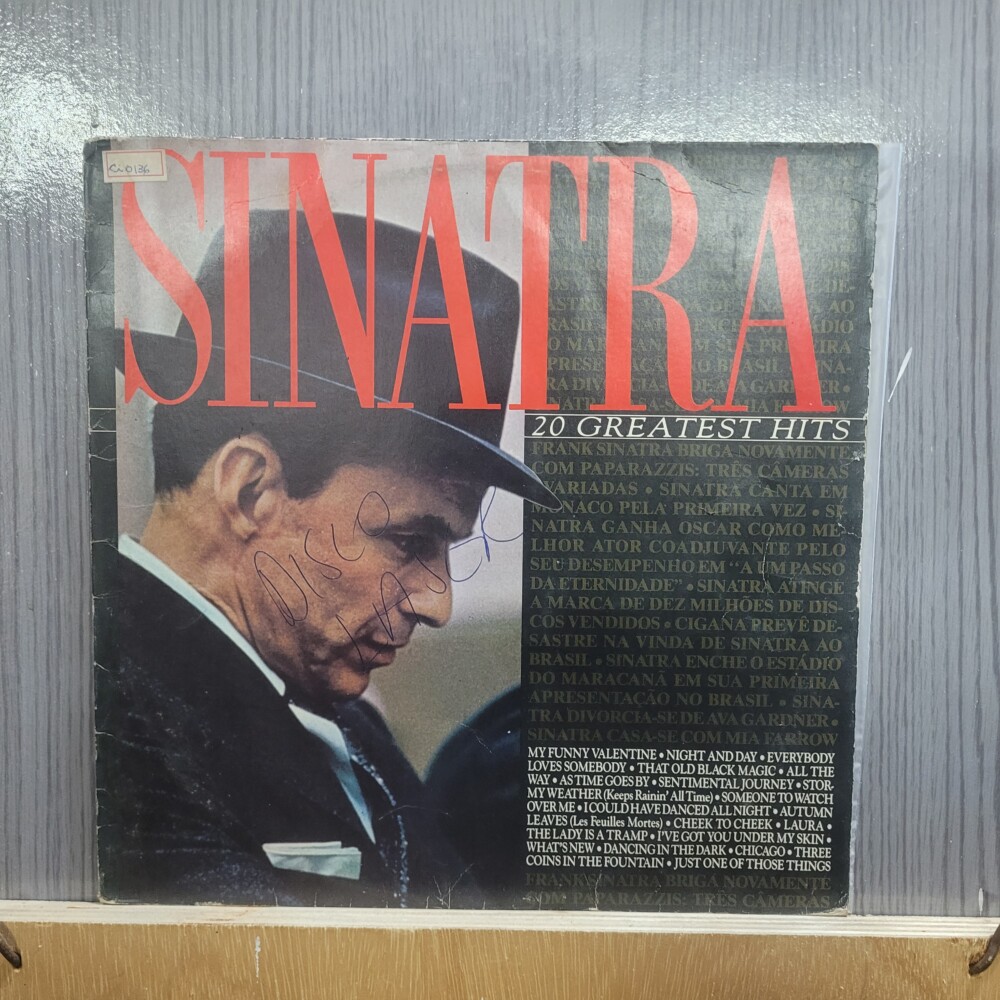 SINATRA
20 GREATEST HITS
FRANK SINATRA BRIGA NOVAMENTE
COM PAPARAZZIS: TRÊS CÂMERAS
AVARIADAS • SINATRA CANTA EM
MÔNACO PELA PRIMEIRA VEZ • SI-
NATRA GANHA OSCAR COMO ME-
LHOR ATOR COADJUVANTE PELO
SEU DESEMPENHO EM “A UM PASSO
DA ETERNIDADE” • SINATRA ATINGE
A MARCA DE DEZ MILHÕES DE DIS-
COS VENDIDOS • CIGANA PREVÊ DE-
SASTRE NA VINDA DE SINATRA AO
BRASIL • SINATRA ENCHE O ESTÁDIO
DO MARACANÃ EM SUA PRIMEIRA
APRESENTAÇÃO NO BRASIL • SINA-
TRA DIVORCIA-SE DE AVA GARDNER •
SINATRA CASA-SE COM MIA FARROW
MY FUNNY VALENTINE • NIGHT AND DAY • EVERYBODY
LOVES SOMEBODY • THAT OLD BLACK MAGIC • ALL THE
WAY • AS TIME GOES BY • SENTIMENTAL JOURNEY • STOR-
MY WEATHER (Keeps Rainin' All Time) • SOMEONE TO WATCH
OVER ME • I COULD HAVE DANCED ALL NIGHT • AUTUMN
LEAVES (Les Feuilles Mortes) • CHEEK TO CHEEK • LAURA •
THE LADY IS A TRAMP • I'VE GOT YOU UNDER MY SKIN •
WHAT'S NEW • DANCING IN THE DARK • CHICAGO • THREE
COINS IN THE FOUNTAIN • JUST ONE OF THOSE THINGS
FRANK SINATRA BRIGA NOVAMENTE
COM PAPARAZZIS: TRÊS CÂMERAS
DISCO